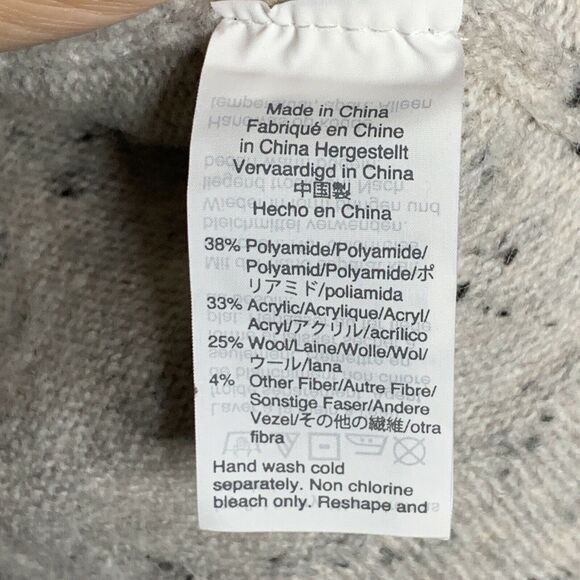 Made in China
Fabriqué en Chine
in China Hergestellt
Vervaardigd in China
中国製
Hecho en China
38% Polyamide/Polyamide/
Polyamid/Polyamide/ポ
リアミド/poliamida
33% Acrylic/Acrylique/Acryl/
Acryl/アクリル/acrílico
25% Wool/Laine/Wolle/Wol/
ウール/lana
4% Other Fiber/Autre Fibre/
Sonstige Faser/Andere
Vezel/その他の繊維/otra
fibra
Hand wash cold
separately. Non chlorine
bleach only. Reshape and